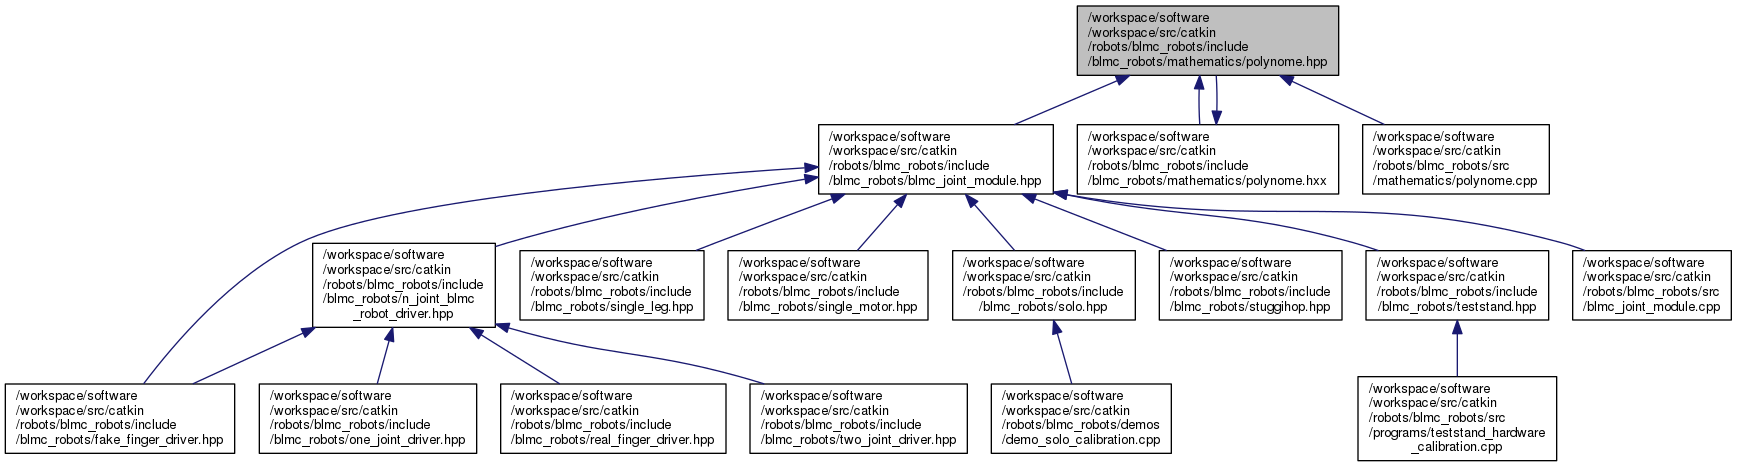 /workspace/software
/workspace/src/catkin
/robots/blmc_robots/include
/blmc_robots/mathematics/polynome.hpp
/workspace/software
/workspace/src/catkin
/robots/blmc_robots/include
/blmc_robots/blmc_joint_module.hpp
/workspace/software
/workspace/src/catkin
/robots/blmc_robots/include
/blmc_robots/mathematics/polynome.hxx
/workspace/software
/workspace/src/catkin
/robots/blmc_robots/src
/mathematics/polynome.cpp
/workspace/software
/workspace/src/catkin
/robots/blmc_robots/include
/blmc_robots/n_joint_blmc
_robot_driver.hpp
/workspace/software
/workspace/src/catkin
/robots/blmc_robots/include
/blmc_robots/single_leg.hpp
/workspace/software
/workspace/src/catkin
/robots/blmc_robots/include
/blmc_robots/single_motor.hpp
/workspace/software
/workspace/src/catkin
/robots/blmc_robots/include
/blmc_robots/solo.hpp
/workspace/software
/workspace/src/catkin
/robots/blmc_robots/include
/blmc_robots/stuggihop.hpp
/workspace/software
/workspace/src/catkin
/robots/blmc_robots/include
/blmc_robots/teststand.hpp
/workspace/software
/workspace/src/catkin
/robots/blmc_robots/src
/blmc_joint_module.cpp
/workspace/software
/workspace/src/catkin
/robots/blmc_robots/include
/blmc_robots/fake_finger_driver.hpp
/workspace/software
/workspace/src/catkin
/robots/blmc_robots/include
/blmc_robots/one_joint_driver.hpp
/workspace/software
/workspace/src/catkin
/robots/blmc_robots/include
/blmc_robots/real_finger_driver.hpp
/workspace/software
/workspace/src/catkin
/robots/blmc_robots/include
/blmc_robots/two_joint_driver.hpp
/workspace/software
/workspace/src/catkin
/robots/blmc_robots/demos
/demo_solo_calibration.cpp
/workspace/software
/workspace/src/catkin
/robots/blmc_robots/src
/programs/teststand_hardware
_calibration.cpp